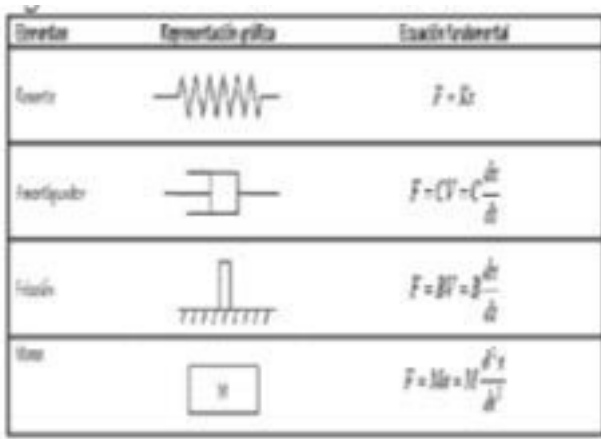 Elementos Representación gráfica Ecuación fundamental
Resorte F = Kx
Amortiguador F = CV = C dx/dt
Fricción F = BV = B dx/dt
Masa M F = Ma = M d²x/dt²